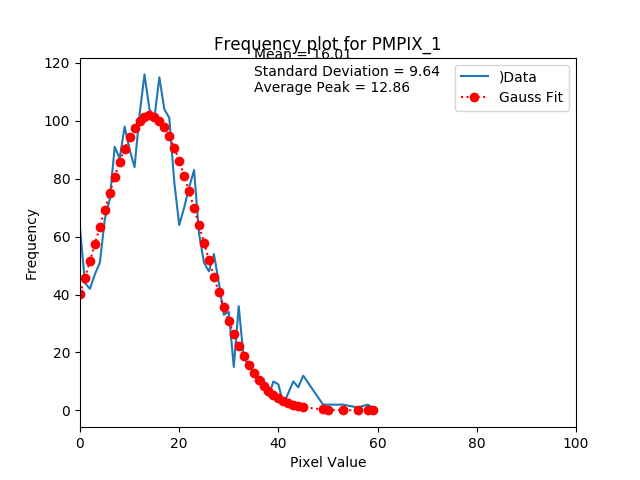 Frequency plot for PMPIX_1
Mean = 16.01
Standard Deviation = 9.64
Average Peak = 12.86
)Data
Gauss Fit
Frequency
120
100
80
60
40
20
0
0 20 40 60 80 100
Pixel Value